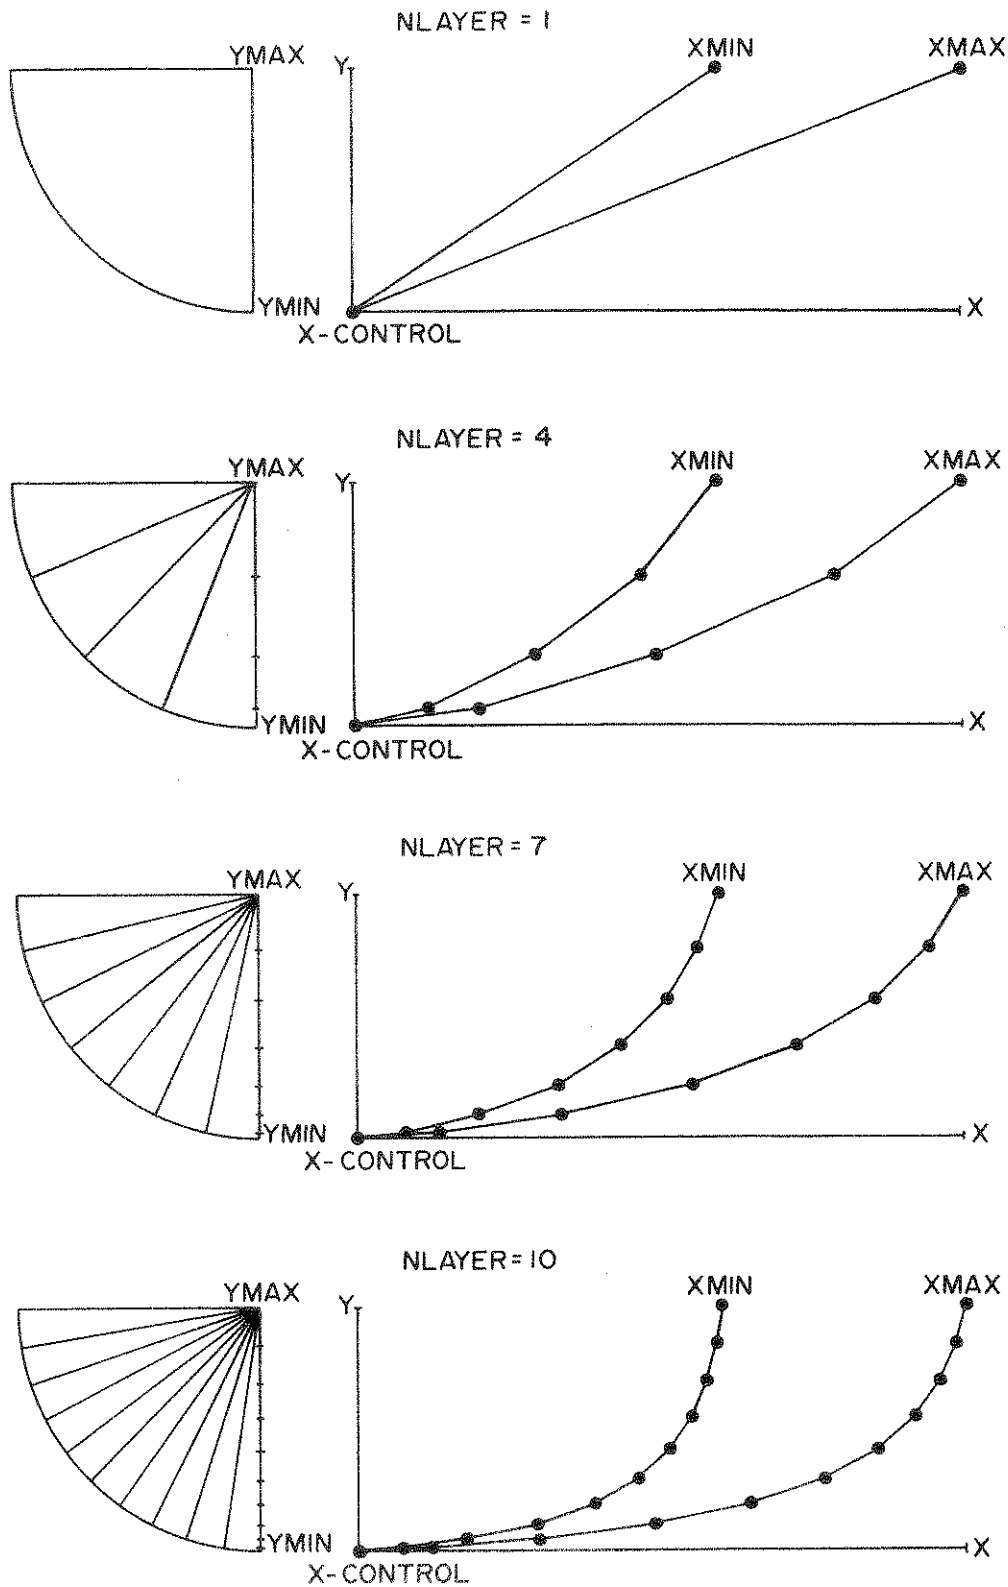 NLAYER = 1
YMAX
Y
XMIN
XMAX
YMIN
X
X-CONTROL
NLAYER = 4
YMAX
Y
XMIN
XMAX
YMIN
X
X-CONTROL
NLAYER = 7
YMAX
Y
XMIN
XMAX
YMIN
X
X-CONTROL
NLAYER = 10
YMAX
Y
XMIN
XMAX
YMIN
X
X-CONTROL